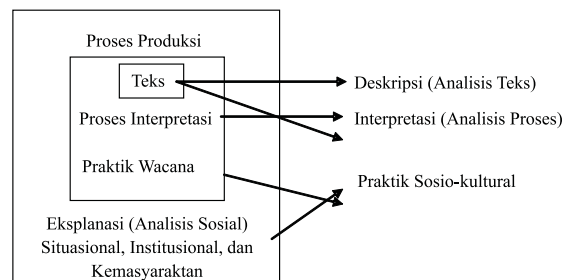 Proses Produksi
Teks
Deskripsi (Analisis Teks)
Proses Interpretasi
Interpretasi (Analisis Proses)
Praktik Wacana
Praktik Sosio-kultural
Eksplanasi (Analisis Sosial)
Situasional, Institusional, dan
Kemasyaraktan